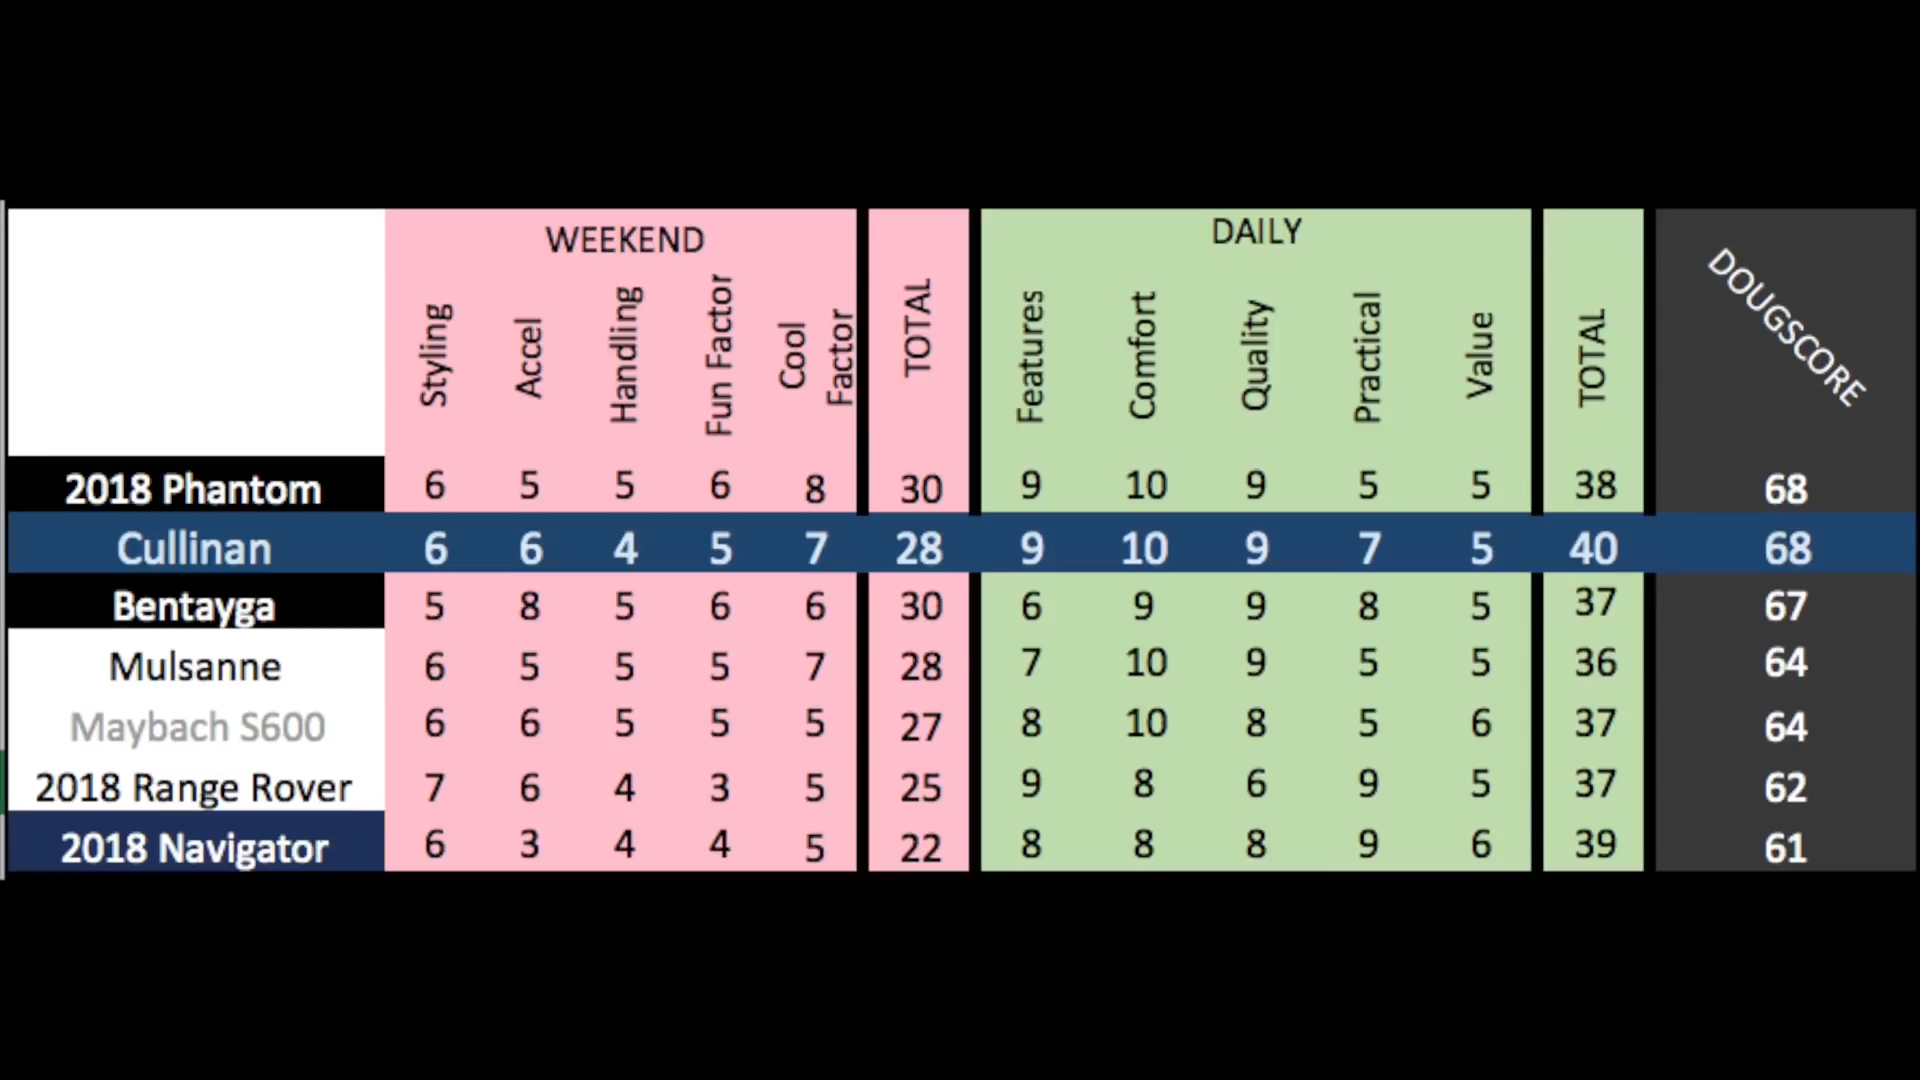 WEEKEND DAILY
Styling Accel Handling Fun Factor Cool Factor TOTAL Features Comfort Quality Practical Value TOTAL DOUGSCORE
2018 Phantom 6 5 5 6 8 30 9 10 9 5 5 38 68
Cullinan 6 6 4 5 7 28 9 10 9 7 5 40 68
Bentayga 5 8 5 6 6 30 6 9 9 8 5 37 67
Mulsanne 6 5 5 5 7 28 7 10 9 5 5 36 64
Maybach S600 6 6 5 5 5 27 8 10 8 5 6 37 64
2018 Range Rover 7 6 4 3 5 25 9 8 6 9 5 37 62
2018 Navigator 6 3 4 4 5 22 8 8 8 9 6 39 61